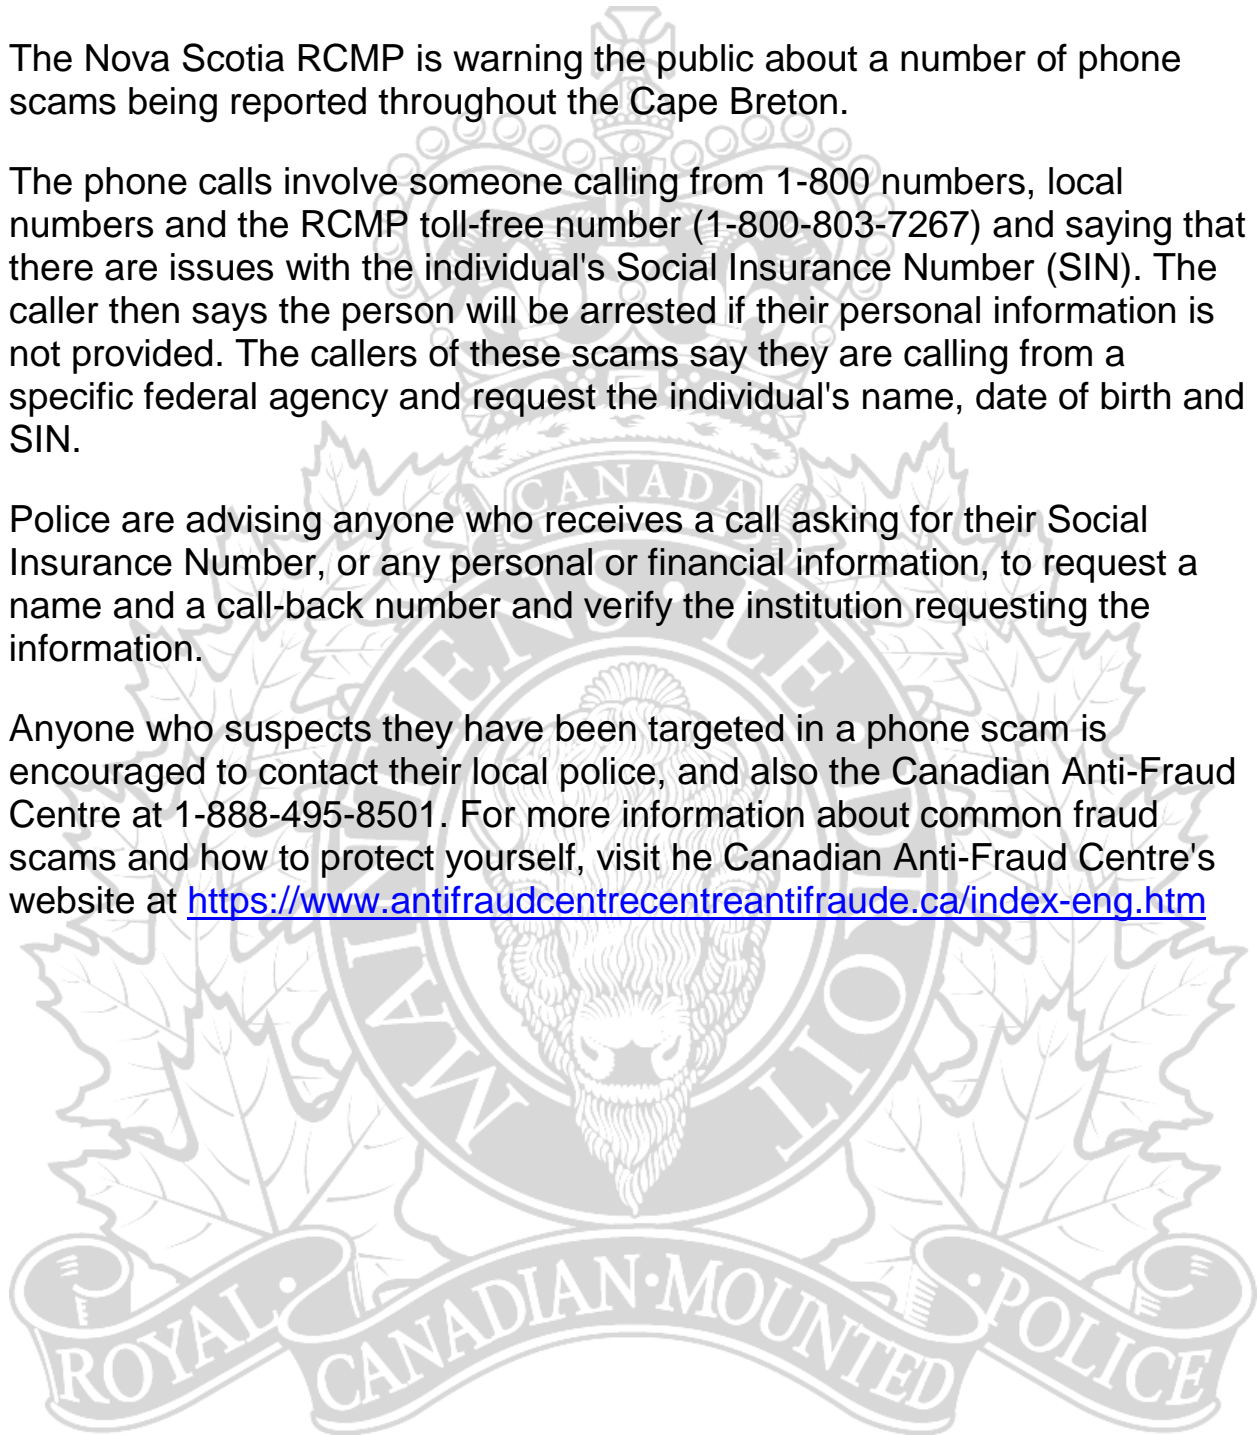 The Nova Scotia RCMP is warning the public about a number of phone
scams being reported throughout the Cape Breton.
The phone calls involve someone calling from 1-800 numbers, local
numbers and the RCMP toll-free number (1-800-803-7267) and saying that
there are issues with the individual's Social Insurance Number (SIN). The
caller then says the person will be arrested if their personal information is
not provided. The callers of these scams say they are calling from a
specific federal agency and request the individual's name, date of birth and
SIN.
CANADA
Police are advising anyone who receives a call asking for their Social
Insurance Number, or any personal or financial information, to request a
name and a call-back number and verify the institution requesting the
information.
Anyone who suspects they have been targeted in a phone scam is
encouraged to contact their local police, and also the Canadian Anti-Fraud
Centre at 1-888-495-8501. For more information about common fraud
scams and how to protect yourself, visit he Canadian Anti-Fraud Centre's
website at https://www.antifraudcentrecentreantifraude.ca/index-eng.htm
MAINTIENS·LE·DROIT
ROYAL·CANADIAN·MOUNTED·POLICE